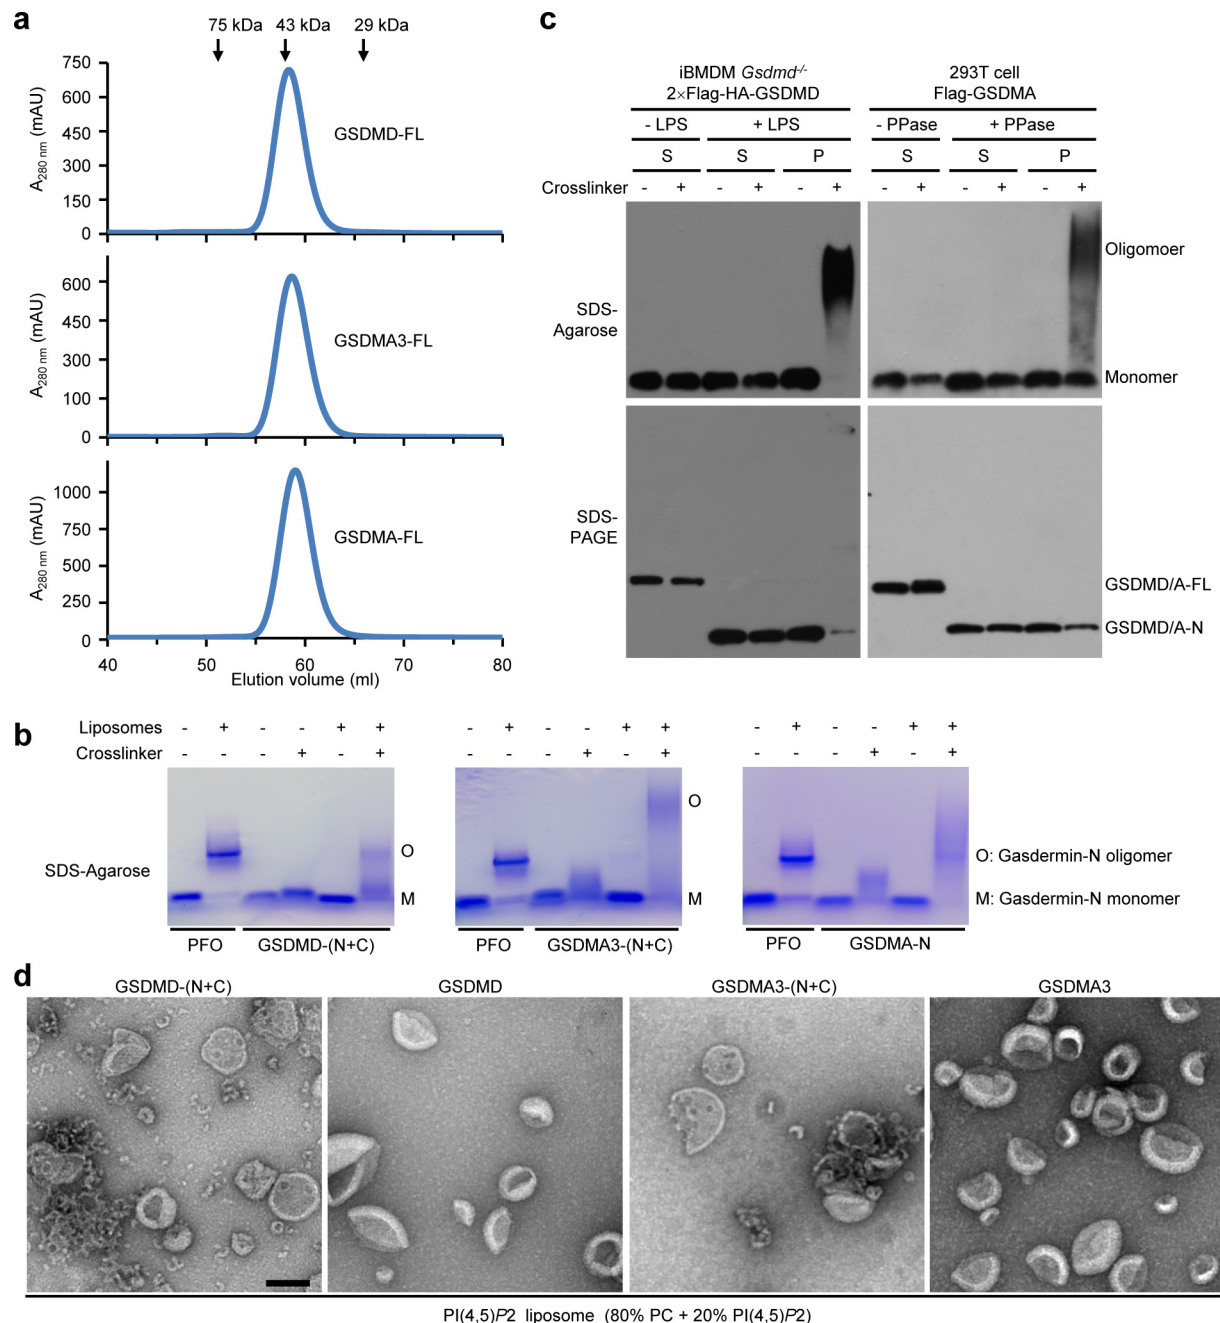 a
75 kDa 43 kDa 29 kDa
750
600
450
300
150
0
A280 nm (mAU)
GSDMD-FL
600
450
300
100
0
A280 nm (mAU)
GSDMA3-FL
1000
750
500
250
0
A280 nm (mAU)
GSDMA-FL
40 50 60 70 80
Elution volume (ml)
c
iBMDM Gsdmd-/-
2×Flag-HA-GSDMD
293T cell
Flag-GSDMA
- LPS + LPS - PPase + PPase
S S P S S P
Crosslinker - + - + - + - + - + - +
SDS-
Agarose
Oligomoer
Monomer
SDS-
PAGE
GSDMD/A-FL
GSDMD/A-N
b
Liposomes - + - - + + - + - - + + - + - - + +
Crosslinker - - - + - + - - - + - + - - - + - +
SDS-Agarose
O
M
O
M
O: Gasdermin-N oligomer
M: Gasdermin-N monomer
PFO GSDMD-(N+C) PFO GSDMA3-(N+C) PFO GSDMA-N
d
GSDMD-(N+C) GSDMD GSDMA3-(N+C) GSDMA3
PI(4,5)P2 liposome (80% PC + 20% PI(4,5)P2)